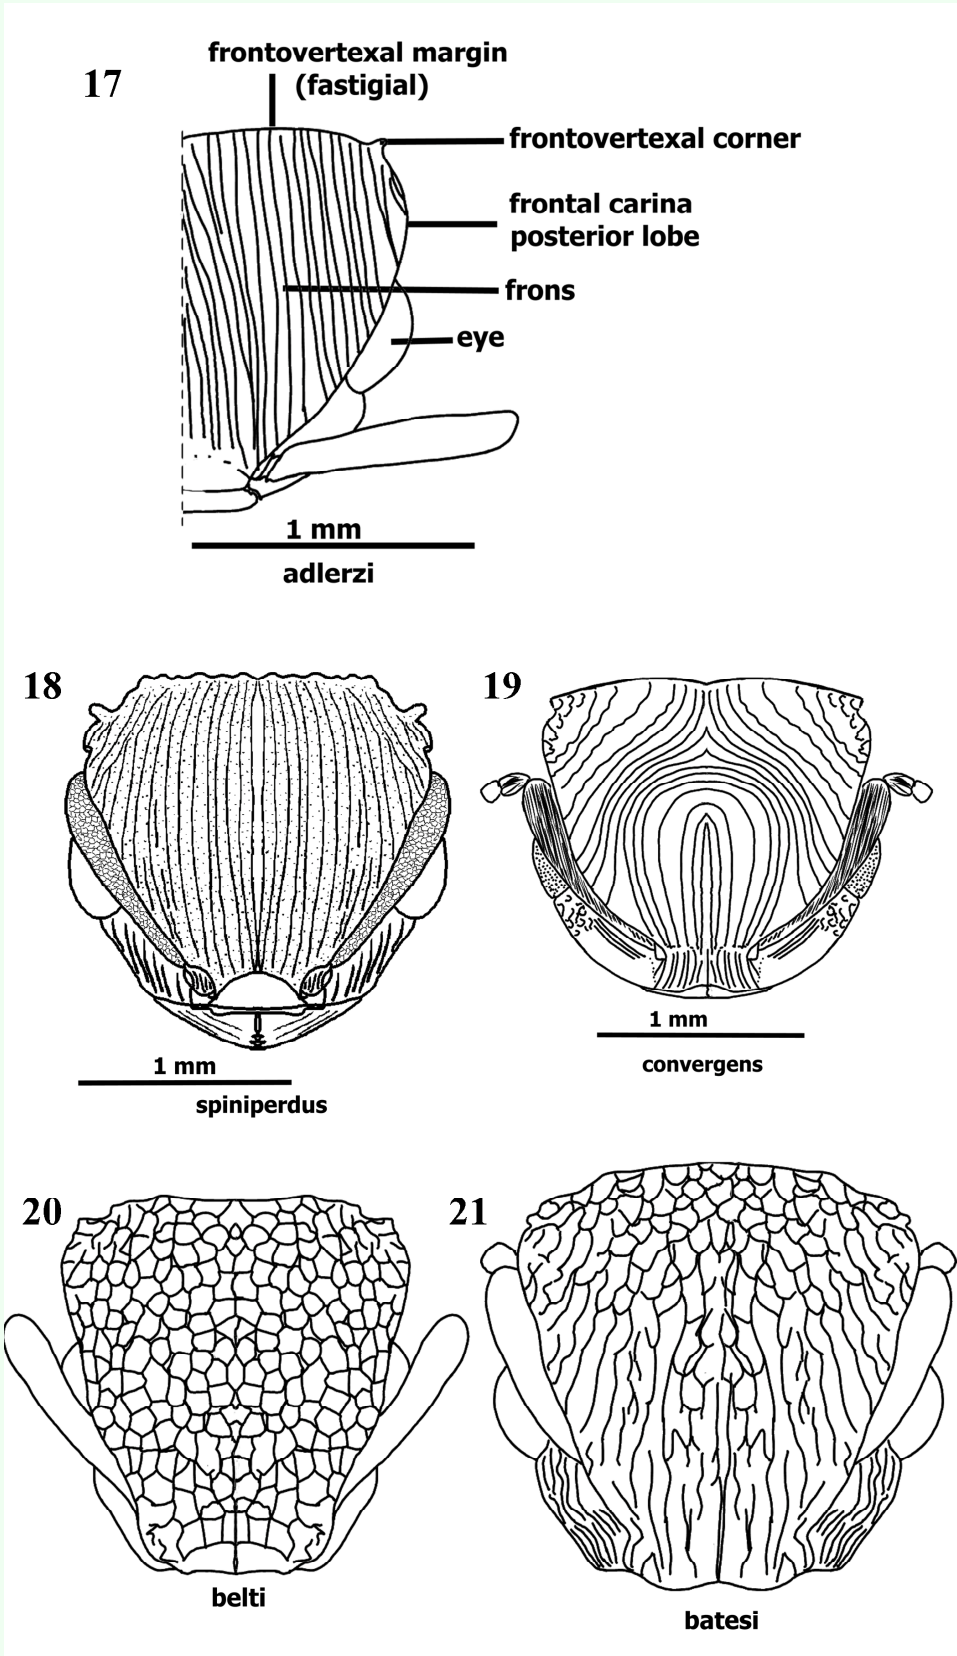 17
frontovertexal margin
(fastigial)
frontovertexal corner
frontal carina
posterior lobe
frons
eye
1 mm
adlerzi
18
1 mm
spiniperdus
19
1 mm
convergens
20
belti
21
batesi